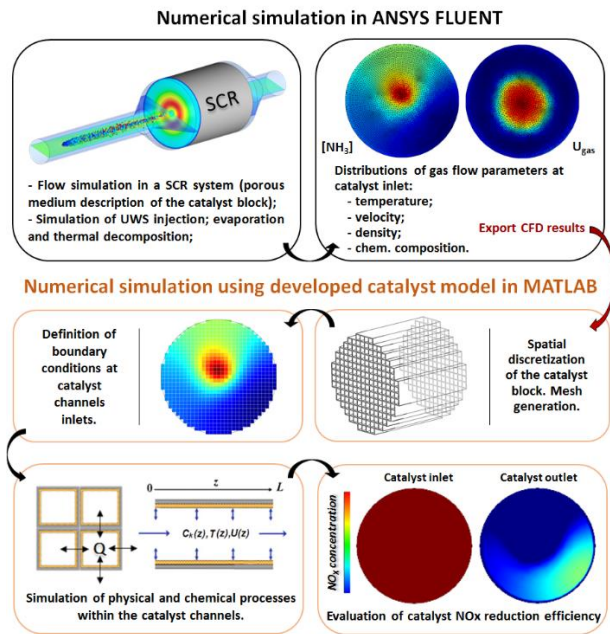 Numerical simulation in ANSYS FLUENT
SCR
- Flow simulation in a SCR system (porous
medium description of the catalyst block);
- Simulation of UWS injection; evaporation
and thermal decomposition;
[NH3]
Ugas
Distributions of gas flow parameters at
catalyst inlet:
- temperature;
- velocity;
- density;
- chem. composition.
Export CFD results
Numerical simulation using developed catalyst model in MATLAB
Definition of
boundary
conditions at
catalyst
channels
inlets.
Spatial
discretization
of the catalyst
block. Mesh
generation.
Q
0 z L
Ck(z),T(z),U(z)
Simulation of physical and chemical processes
within the catalyst channels.
Catalyst inlet Catalyst outlet
NOx concentration
Evaluation of catalyst NOx reduction efficiency